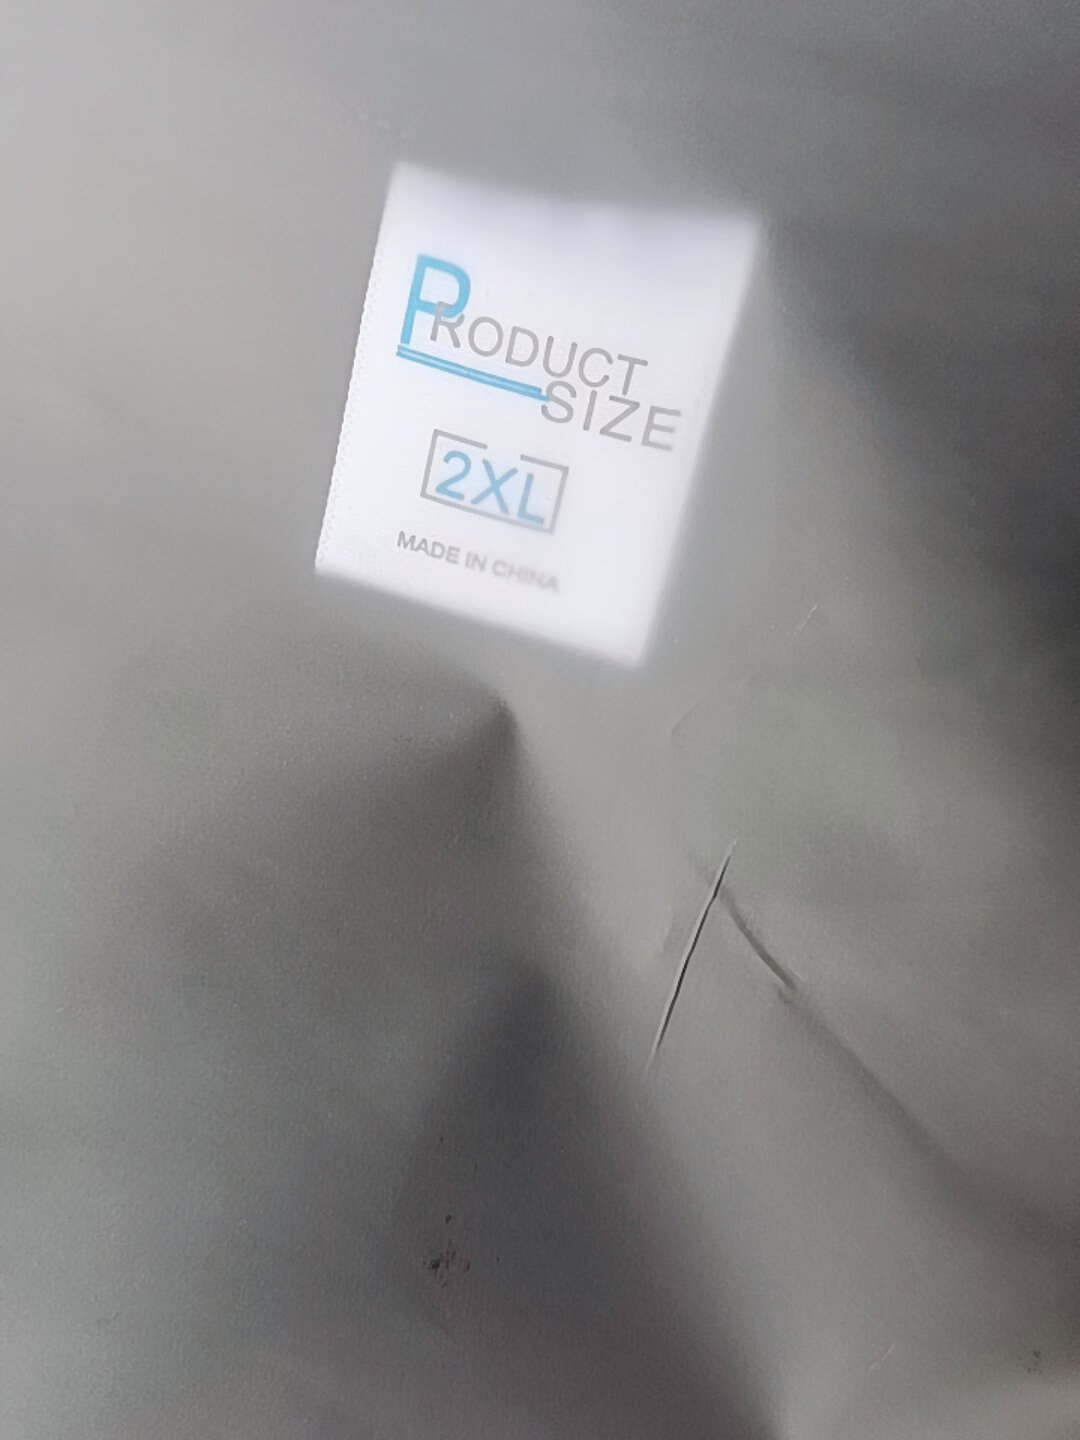 PRODUCT
SIZE
2XL
MADE IN CHINA